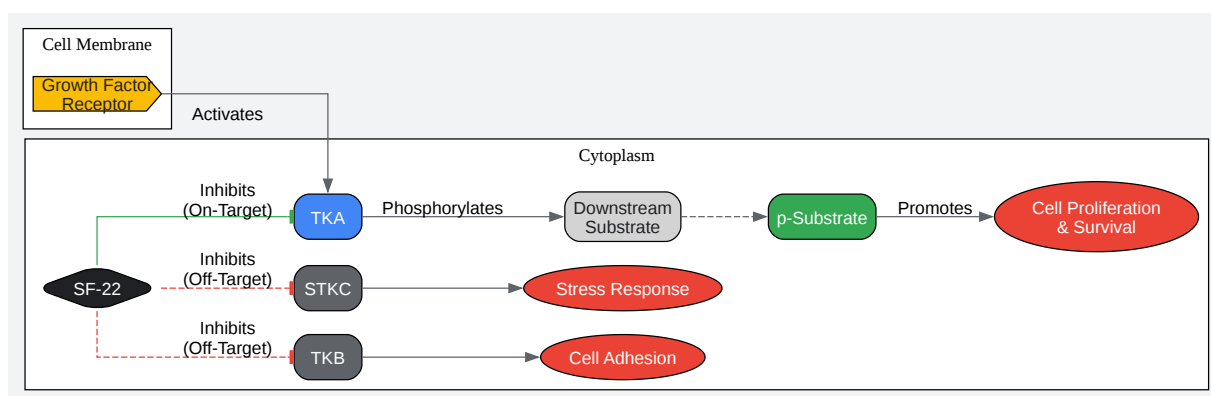 Cell Membrane
Growth Factor
Receptor
Activates
Cytoplasm
Inhibits
(On-Target)
TKA
Phosphorylates
Downstream
Substrate
p-Substrate
Promotes
Cell Proliferation
& Survival
SF-22
Inhibits
(Off-Target)
STKC
Stress Response
Inhibits
(Off-Target)
TKB
Cell Adhesion